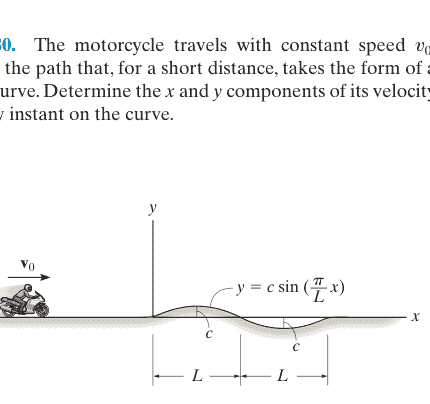 30. The motorcycle travels with constant speed v₀
the path that, for a short distance, takes the form of a
urve. Determine the x and y components of its velocity
instant on the curve.
y
v₀
y = c sin (π/L x)
x
c
c
L
L